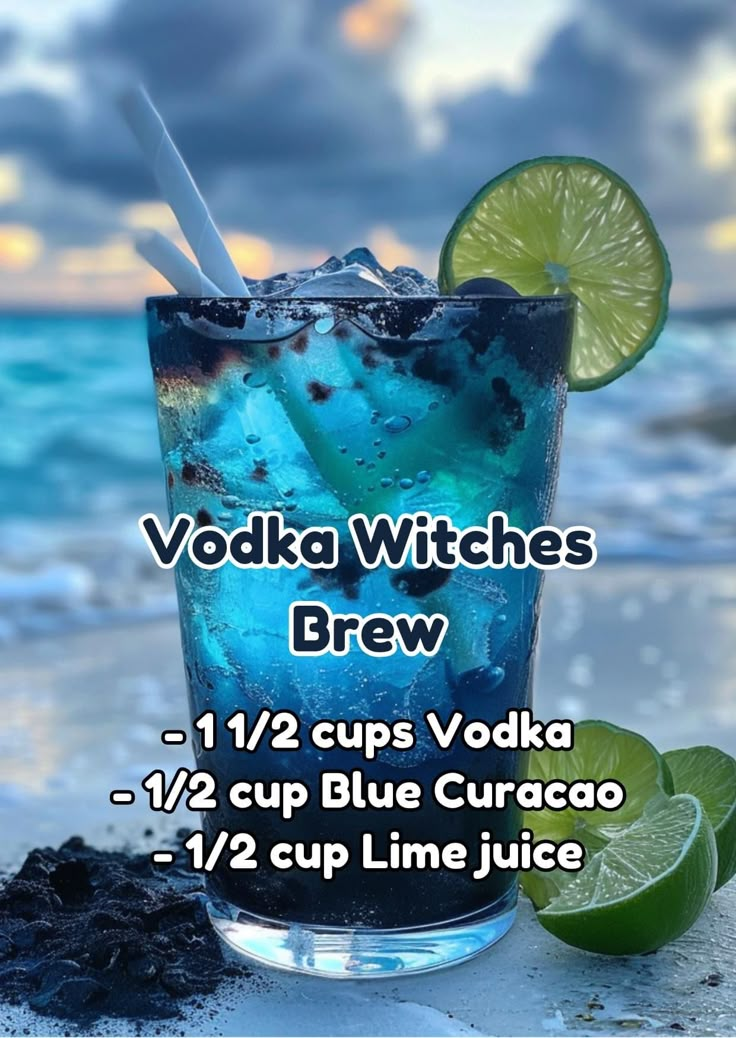 Vodka Witches
Brew
- 1 1/2 cups Vodka
- 1/2 cup Blue Curacao
- 1/2 cup Lime juice